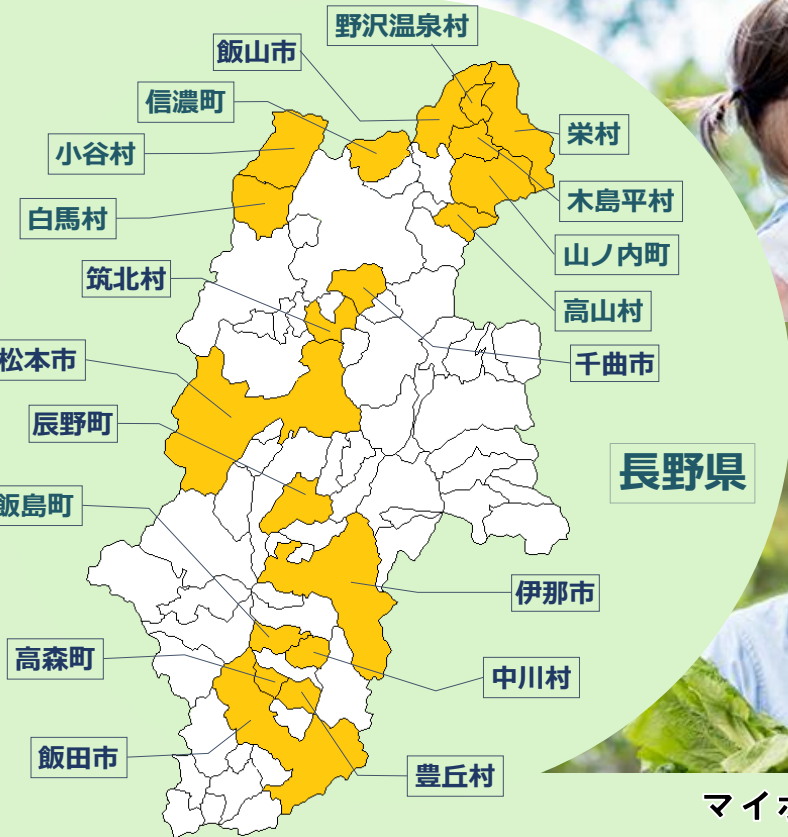 野沢温泉村
飯山市
信濃町
小谷村
栄村
木島平村
白馬村
山ノ内町
筑北村
高山村
松本市
千曲市
辰野町
長野県
飯島町
伊那市
高森町
中川村
飯田市
豊丘村
マイホ